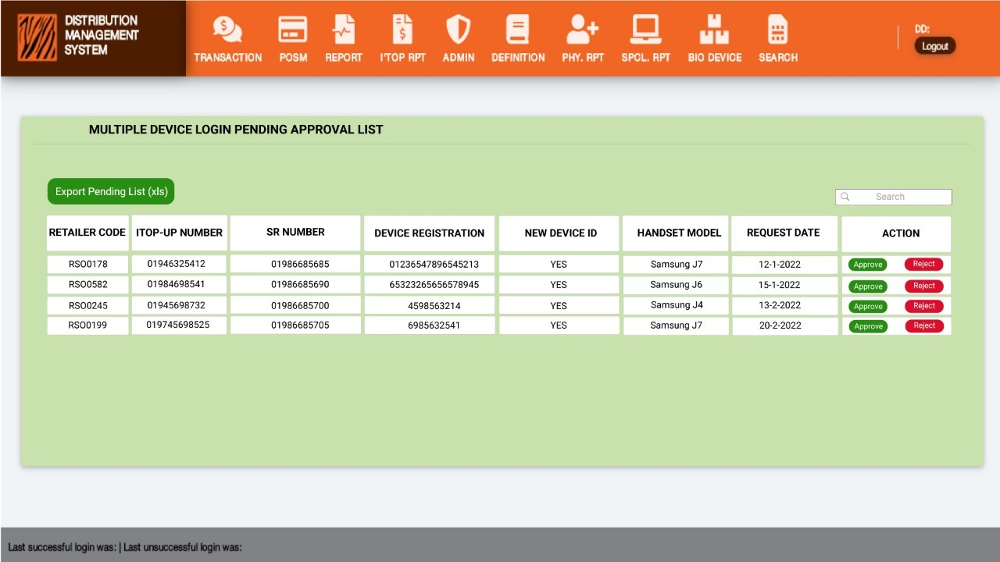 DISTRIBUTION
MANAGEMENT
SYSTEM
TRANSACTION POSM REPORT I'TOP RPT ADMIN DEFINITION PHY. RPT SPCL. RPT BIO DEVICE SEARCH
DD:
Logout
MULTIPLE DEVICE LOGIN PENDING APPROVAL LIST
Export Pending List (xls)
Search
RETAILER CODE ITOP-UP NUMBER SR NUMBER DEVICE REGISTRATION NEW DEVICE ID HANDSET MODEL REQUEST DATE ACTION
RSO0178 01946325412 01986685685 01236547896545213 YES Samsung J7 12-1-2022 Approve Reject
RSO0582 01984698541 01986685690 65323265656578945 YES Samsung J6 15-1-2022 Approve Reject
RSO0245 01945698732 01986685700 4598563214 YES Samsung J4 13-2-2022 Approve Reject
RSO0199 019745698525 01986685705 6985632541 YES Samsung J7 20-2-2022 Approve Reject
Last successful login was: | Last unsuccessful login was: